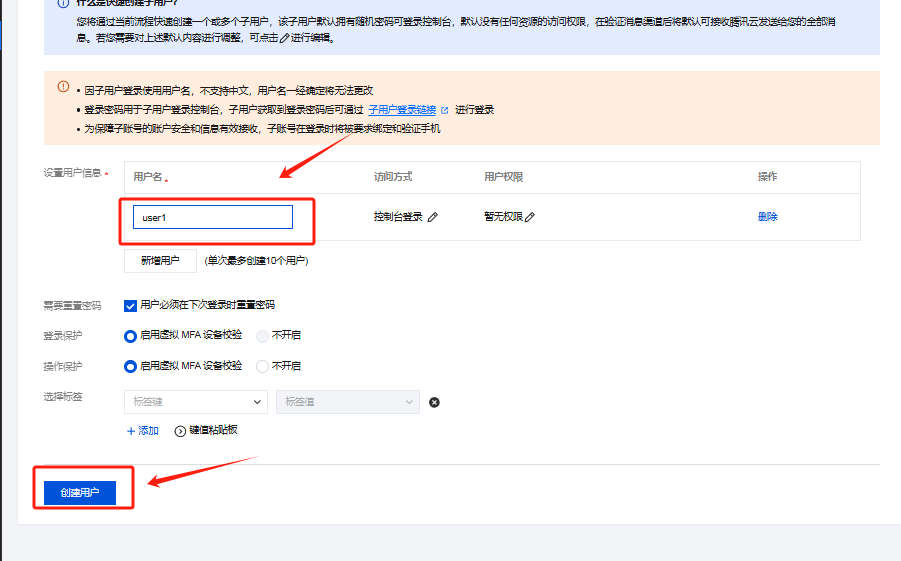 什么是快捷创建子用户?
您将通过当前流程快速创建一个或多个子用户，该子用户默认拥有随机密码可登录控制台，默认没有任何资源的访问权限，在验证消息渠道后将默认可接收腾讯云发送给您的全部消
息。若您需要对上述默认内容进行调整，可点击进行编辑。
• 因子用户登录使用用户名，不支持中文，用户名一经确定将无法更改
• 登录密码用于子用户登录控制台，子用户获取到登录密码后可通过 子用户登录链接 进行登录
• 为保障子账号的账户安全和信息有效接收，子账号在登录时将被要求绑定和验证手机
设置用户信息 * 用户名 * 访问方式 用户权限 操作
user1 控制台登录 暂无权限 删除
新增用户 (单次最多创建10个用户)
需要重置密码 用户必须在下次登录时重置密码
登录保护 启用虚拟 MFA 设备校验 不开启
操作保护 启用虚拟 MFA 设备校验 不开启
选择标签 标签键 标签值
+ 添加 键值粘贴板
创建用户